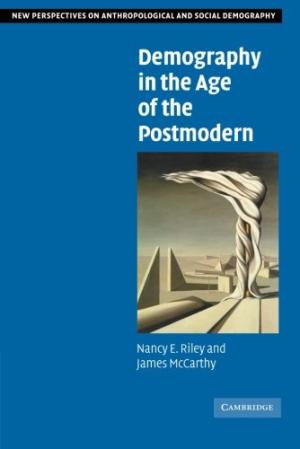 NEW PERSPECTIVES ON ANTHROPOLOGICAL AND SOCIAL DEMOGRAPHY
Demography
in the Age
of the
Postmodern
Nancy E. Riley and
James McCarthy
CAMBRIDGE